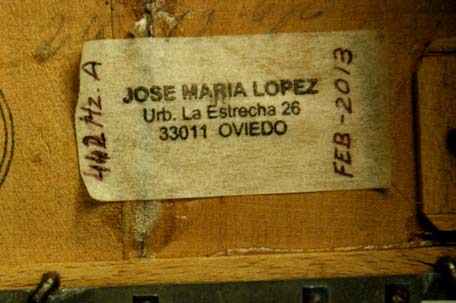 442 Hz. A
JOSE MARIA LOPEZ
Urb. La Estrecha 26
33011 OVIEDO
FEB-2013